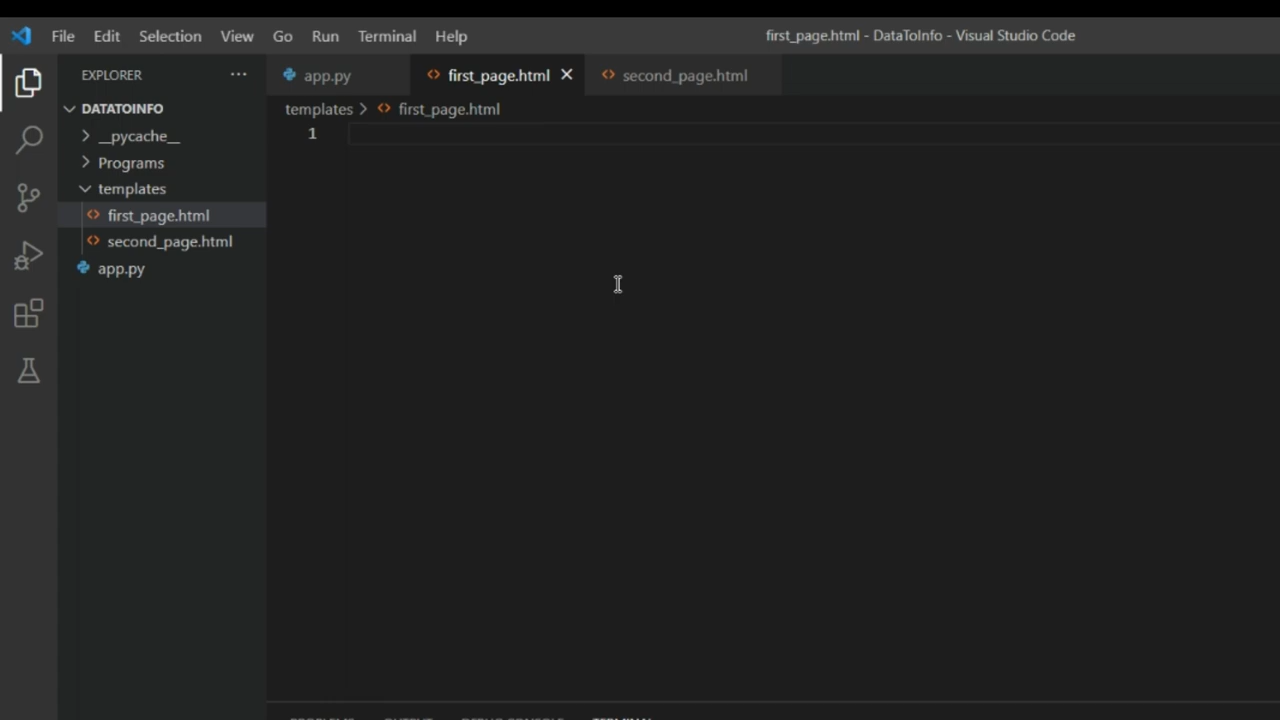 File Edit Selection View Go Run Terminal Help
first_page.html - DataToInfo - Visual Studio Code
EXPLORER ···
app.py
first_page.html
second_page.html
DATATOINFO
templates > first_page.html
1
__pycache__
Programs
templates
first_page.html
second_page.html
app.py